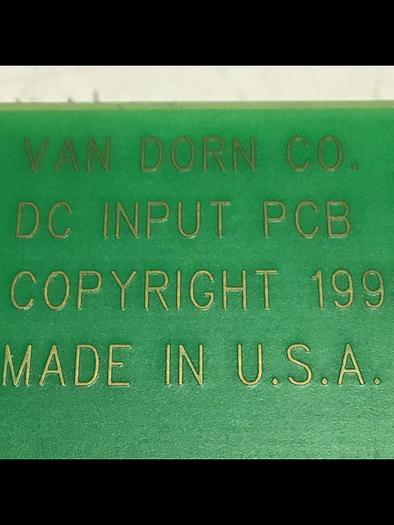 VAN DORN CO.
DC INPUT PCB
COPYRIGHT 199
MADE IN U.S.A.